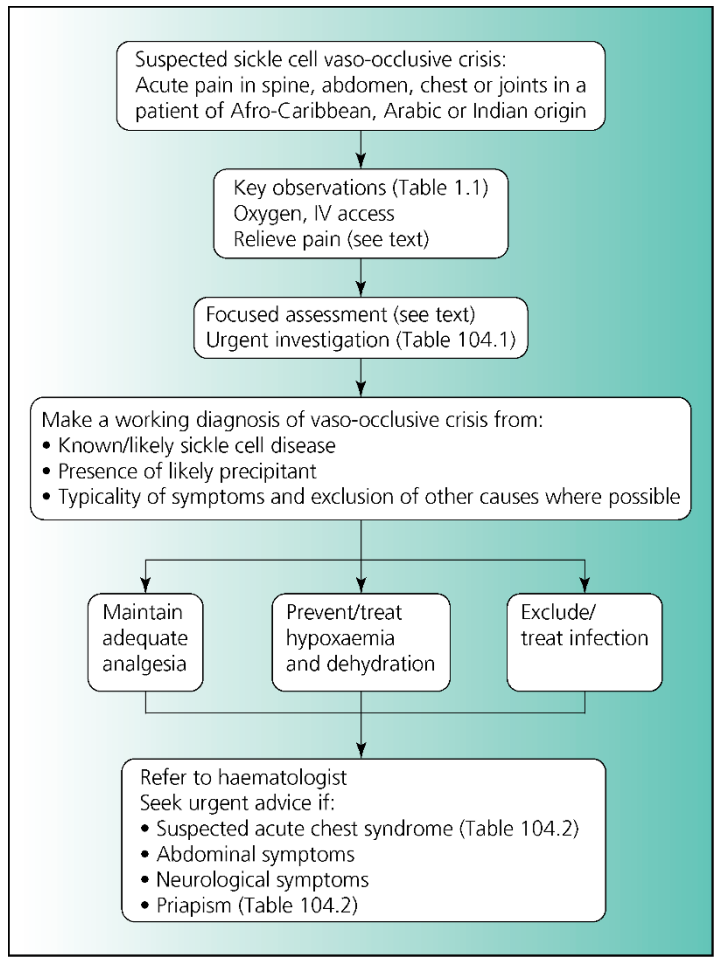 Suspected sickle cell vaso-occlusive crisis:
Acute pain in spine, abdomen, chest or joints in a
patient of Afro-Caribbean, Arabic or Indian origin
Key observations (Table 1.1)
Oxygen, IV access
Relieve pain (see text)
Focused assessment (see text)
Urgent investigation (Table 104.1)
Make a working diagnosis of vaso-occlusive crisis from:
• Known/likely sickle cell disease
• Presence of likely precipitant
• Typicality of symptoms and exclusion of other causes where possible
Maintain
adequate
analgesia
Prevent/treat
hypoxaemia
and dehydration
Exclude/
treat infection
Refer to haematologist
Seek urgent advice if:
• Suspected acute chest syndrome (Table 104.2)
• Abdominal symptoms
• Neurological symptoms
• Priapism (Table 104.2)